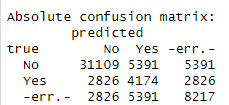 Absolute confusion matrix:
predicted
true No Yes -err.-
No 31109 5391 5391
Yes 2826 4174 2826
-err.- 2826 5391 8217